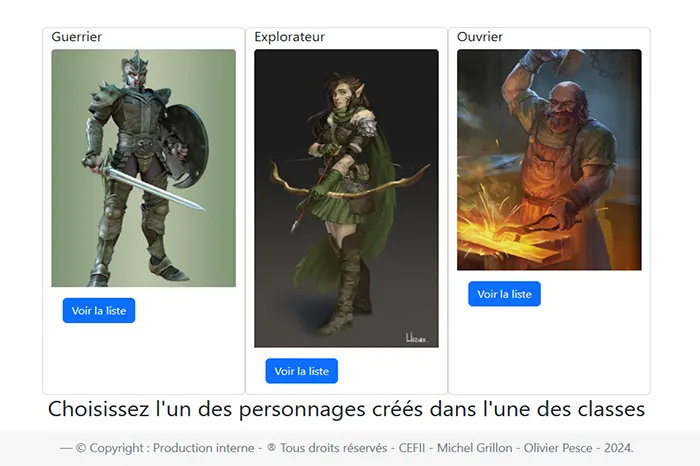 Guerrier
Explorateur
Ouvrier
Voir la liste
Voir la liste
Voir la liste
Choisissez l'un des personnages créés dans l'une des classes
— © Copyright : Production interne - ® Tous droits réservés - CEFII - Michel Grillon - Olivier Pesce - 2024.